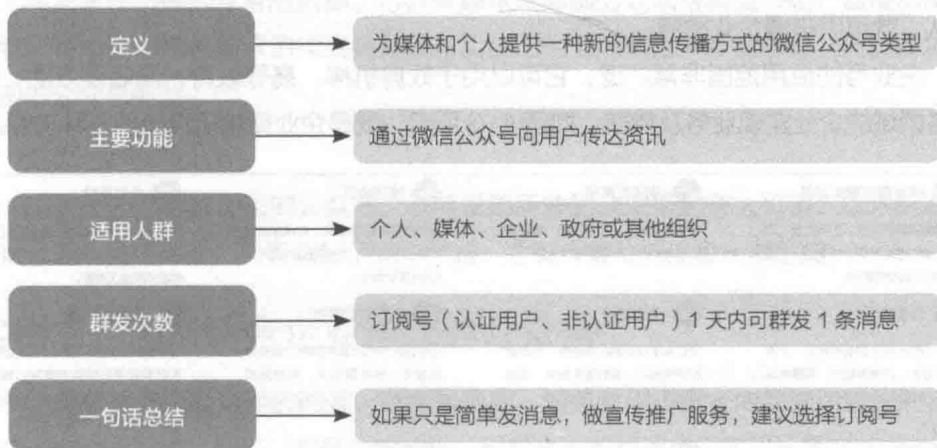 定义
为媒体和个人提供一种新的信息传播方式的微信公众号类型
主要功能
通过微信公众号向用户传达资讯
适用人群
个人、媒体、企业、政府或其他组织
群发次数
订阅号（认证用户、非认证用户）1 天内可群发 1 条消息
一句话总结
如果只是简单发消息，做宣传推广服务，建议选择订阅号